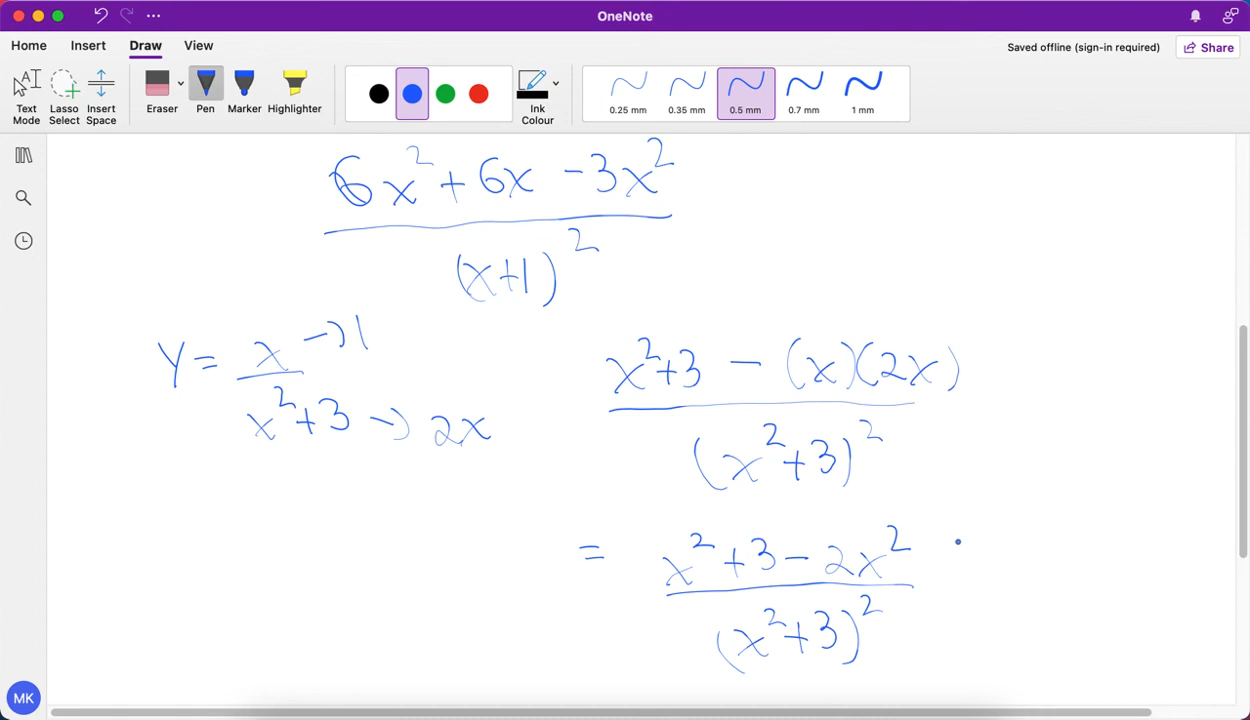 OneNote
Home Insert Draw View
Saved offline (sign-in required) Share
Text Mode
Lasso Select
Insert Space
Eraser
Pen
Marker
Highlighter
Ink Colour
0.25 mm 0.35 mm 0.5 mm 0.7 mm 1 mm
6x² + 6x - 3x²
(x+1)²
Y = x → 1
x²+3 → 2x
x²+3 - (x)(2x)
(x²+3)²
= x² + 3 - 2x²
(x²+3)²
MK